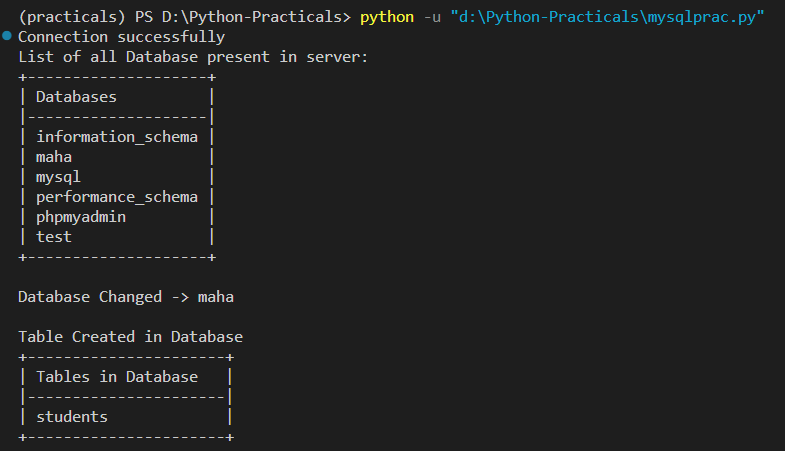 (practicals) PS D:\Python-Practicals> python -u "d:\Python-Practicals\mysqlprac.py"
Connection successfully
List of all Database present in server:
+--------------------+
| Databases          |
|--------------------|
| information_schema |
| maha               |
| mysql              |
| performance_schema |
| phpmyadmin         |
| test               |
+--------------------+

Database Changed -> maha

Table Created in Database
+----------------------+
| Tables in Database   |
|----------------------|
| students             |
+----------------------+